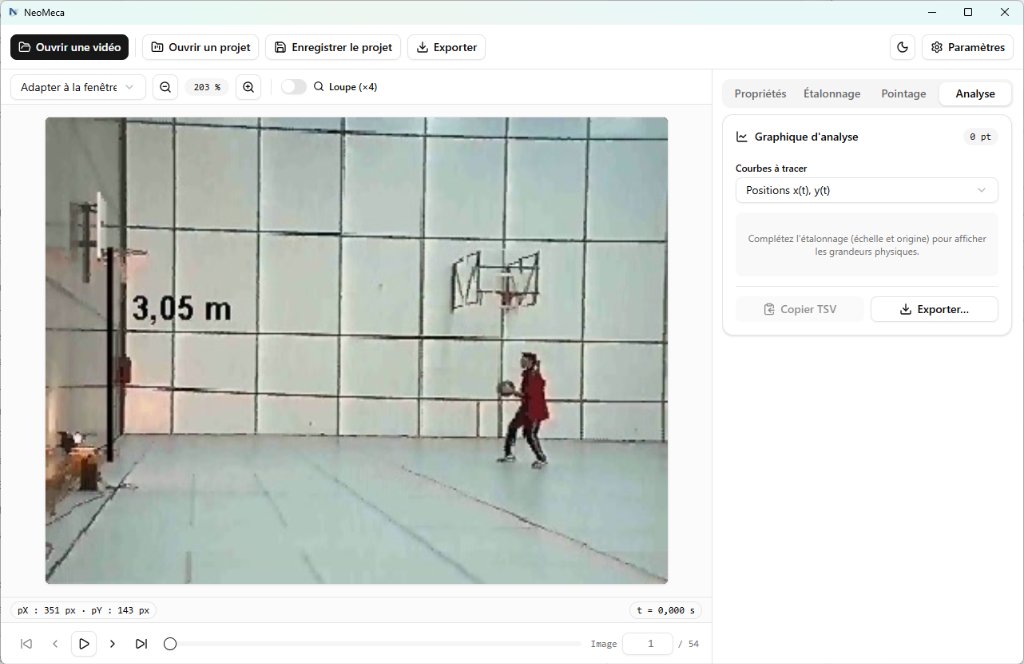 NeoMeca
Ouvrir une vidéo
Ouvrir un projet
Enregistrer le projet
Exporter
Paramètres
Adapter à la fenêtre
203 %
Loupe (×4)
Propriétés
Étalonnage
Pointage
Analyse
Graphique d'analyse
0 pt
Courbes à tracer
Positions x(t), y(t)
Complétez l'étalonnage (échelle et origine) pour afficher
les grandeurs physiques.
Copier TSV
Exporter...
3,05 m
pX : 351 px · pY : 143 px
t = 0,000 s
Image
1
/ 54